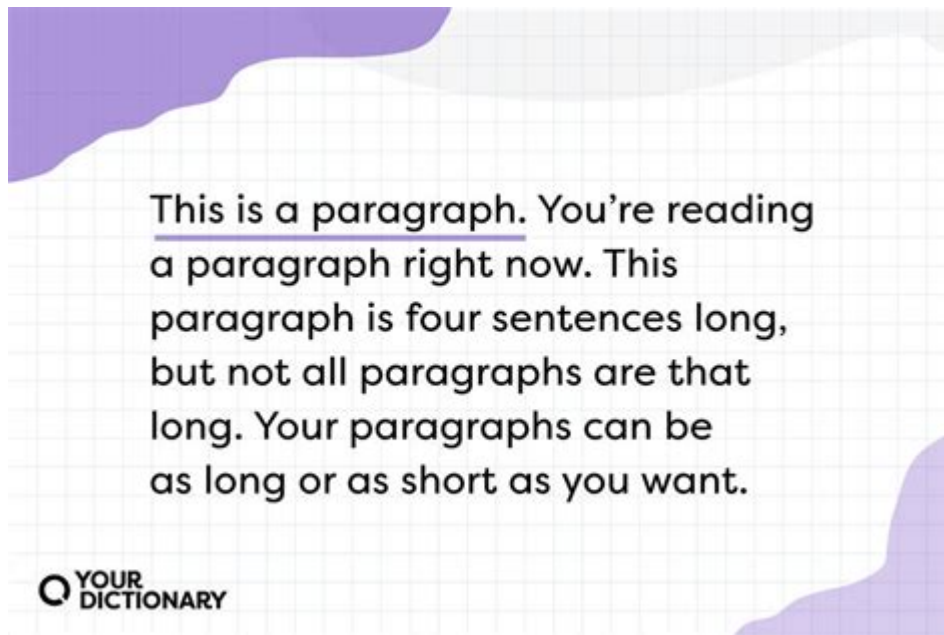 This is a paragraph. You’re reading
a paragraph right now. This
paragraph is four sentences long,
but not all paragraphs are that
long. Your paragraphs can be
as long or as short as you want.
YOUR
DICTIONARY